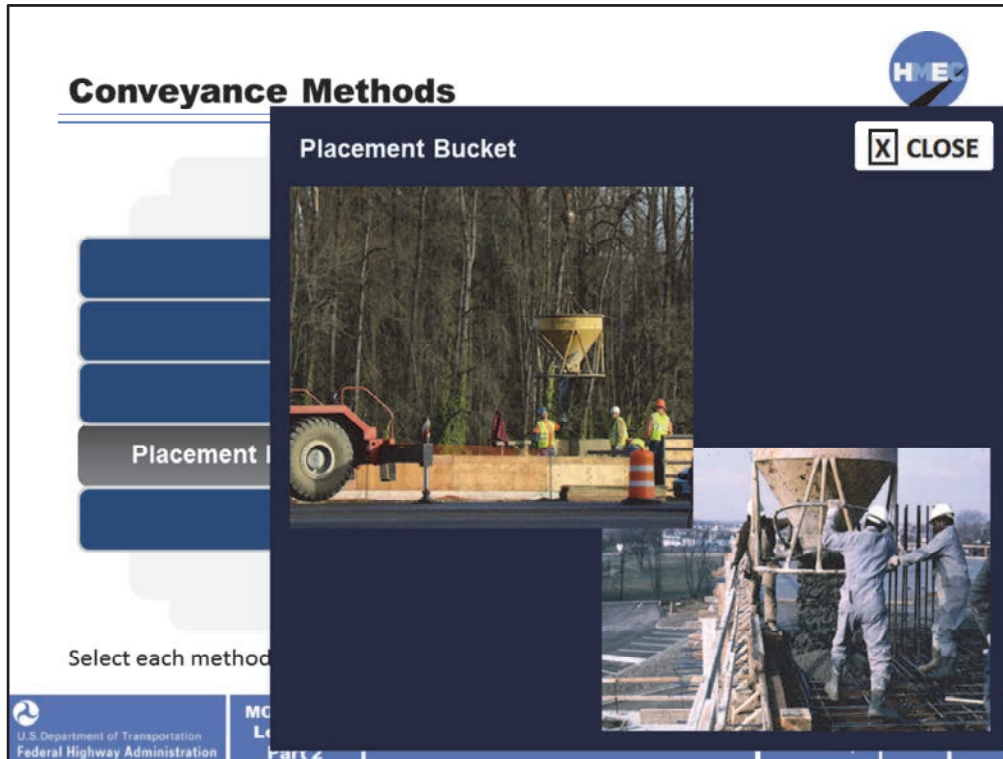 Conveyance Methods
HMEC
Placement Bucket
X CLOSE
Placement
Select each method
U.S. Department of Transportation
Federal Highway Administration
Part 2